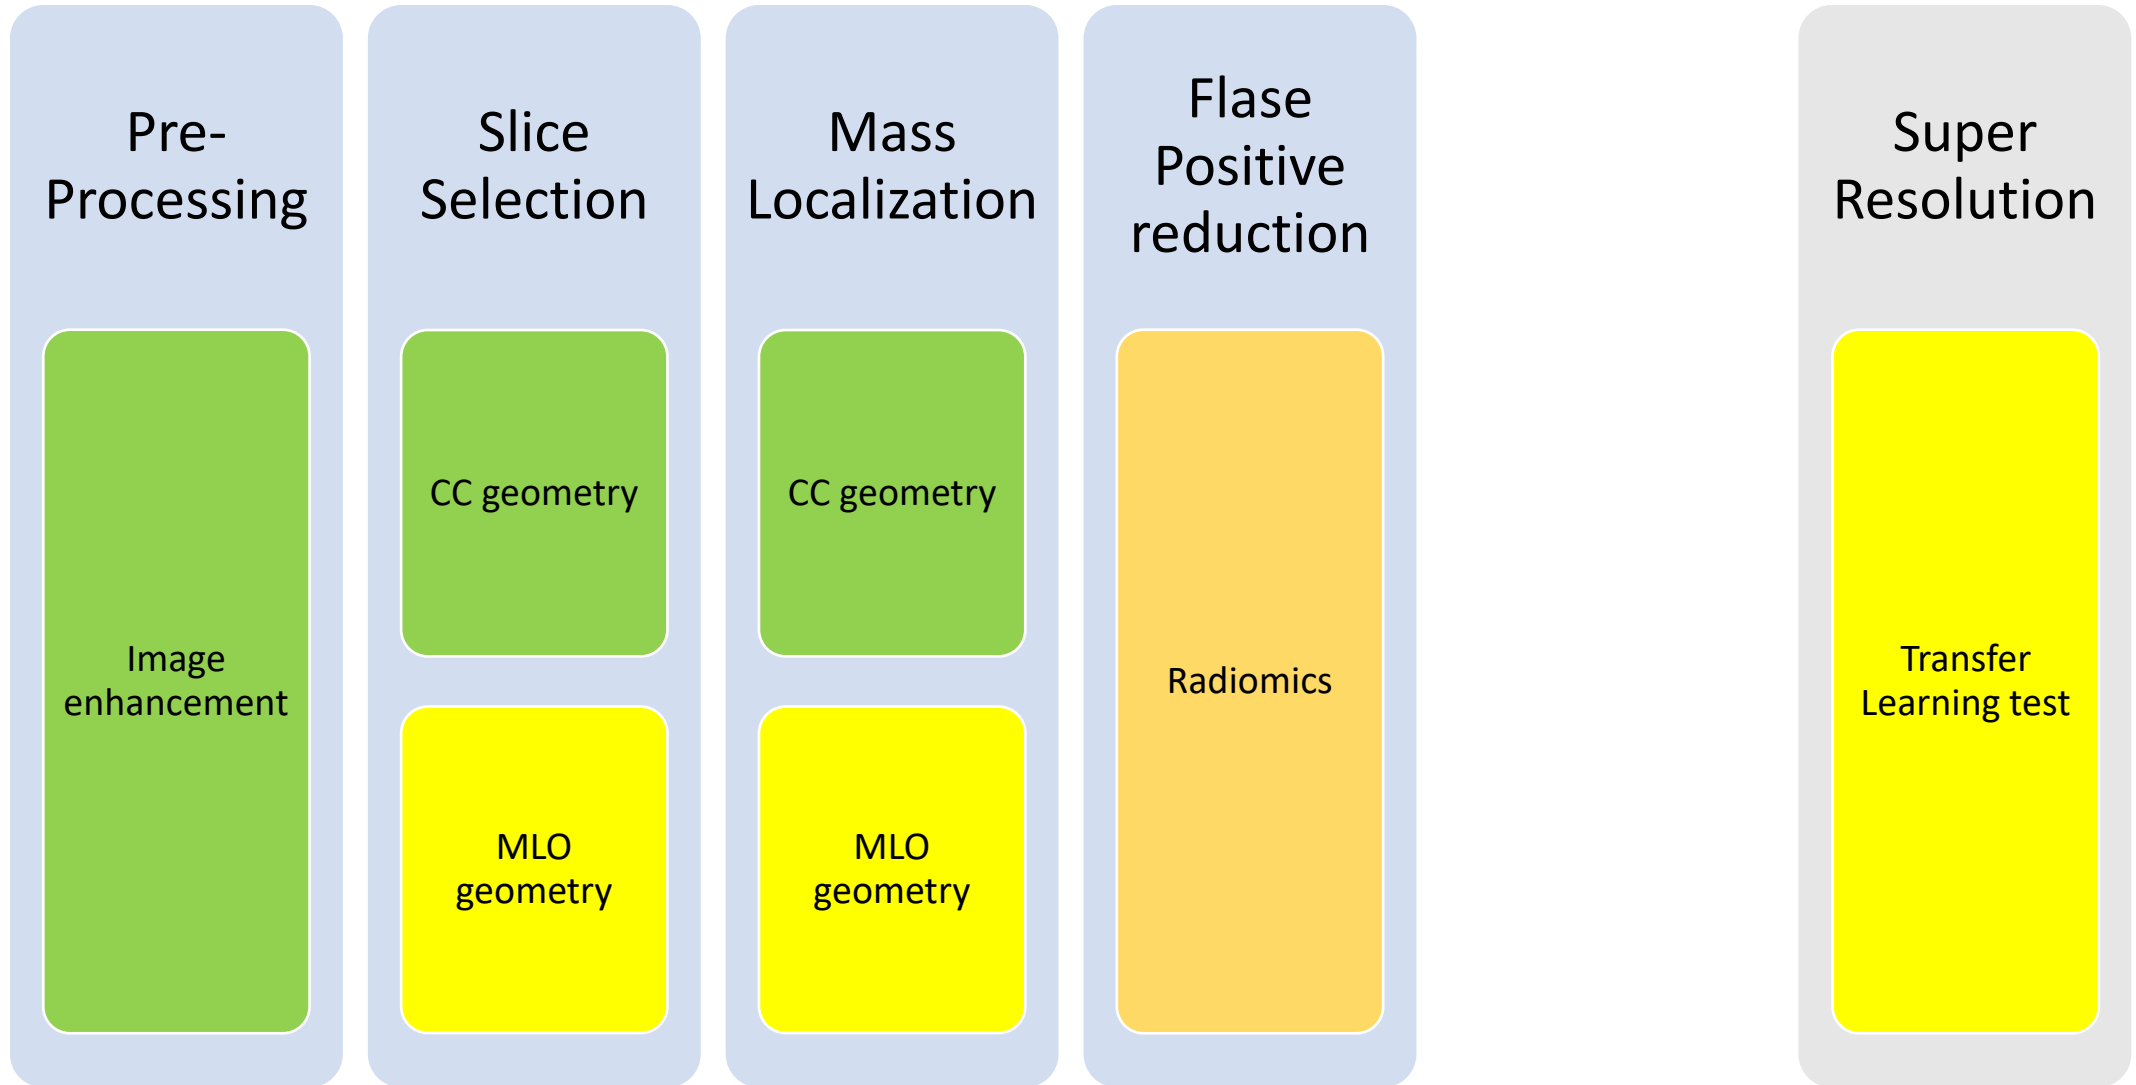 Pre-
Processing
Image
enhancement
Slice
Selection
CC geometry
MLO
geometry
Mass
Localization
CC geometry
MLO
geometry
Flase
Positive
reduction
Radiomics
Super
Resolution
Transfer
Learning test